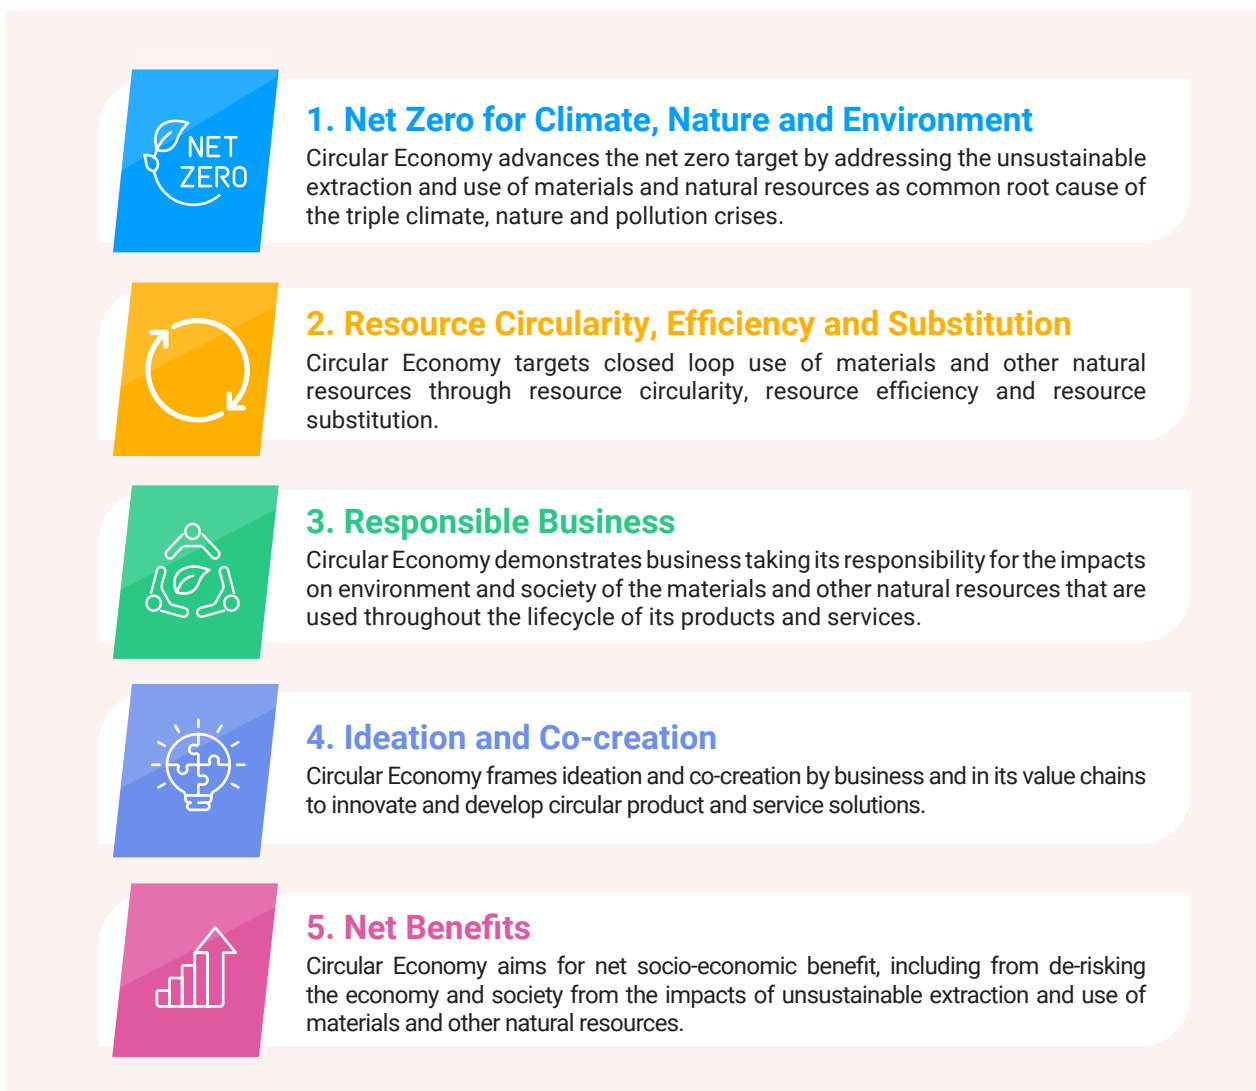 NET
ZERO
1. Net Zero for Climate, Nature and Environment
Circular Economy advances the net zero target by addressing the unsustainable
extraction and use of materials and natural resources as common root cause of
the triple climate, nature and pollution crises.
2. Resource Circularity, Efficiency and Substitution
Circular Economy targets closed loop use of materials and other natural
resources through resource circularity, resource efficiency and resource
substitution.
3. Responsible Business
Circular Economy demonstrates business taking its responsibility for the impacts
on environment and society of the materials and other natural resources that are
used throughout the lifecycle of its products and services.
4. Ideation and Co-creation
Circular Economy frames ideation and co-creation by business and in its value chains
to innovate and develop circular product and service solutions.
5. Net Benefits
Circular Economy aims for net socio-economic benefit, including from de-risking
the economy and society from the impacts of unsustainable extraction and use of
materials and other natural resources.